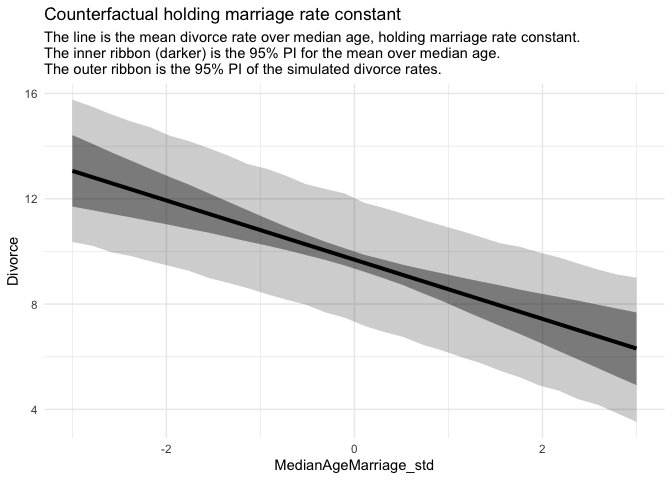 Counterfactual holding marriage rate constant
The line is the mean divorce rate over median age, holding marriage rate constant.
The inner ribbon (darker) is the 95% PI for the mean over median age.
The outer ribbon is the 95% PI of the simulated divorce rates.
16
12
8
4
Divorce
-2
0
2
MedianAgeMarriage_std